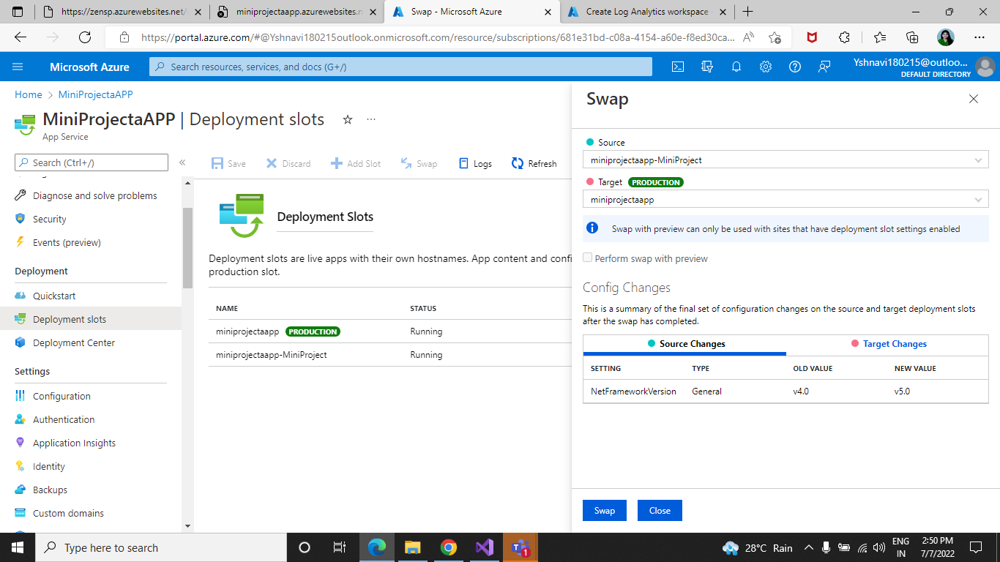 https://zensp.azurewebsites.net/
miniprojectaapp.azurewebsites.n
Swap - Microsoft Azure
Create Log Analytics workspace
https://portal.azure.com/#@Yshnavi180215outlook.onmicrosoft.com/resource/subscriptions/681e31bd-c08a-4154-a60e-f8ed30ca...
Microsoft Azure
Search resources, services, and docs (G+/)
Yshnavi180215@outloo...
DEFAULT DIRECTORY
Home > MiniProjectaAPP
MiniProjectaAPP | Deployment slots
App Service
Search (Ctrl+/)
Diagnose and solve problems
Security
Events (preview)
Deployment
Quickstart
Deployment slots
Deployment Center
Settings
Configuration
Authentication
Application Insights
Identity
Backups
Custom domains
Save Discard Add Slot Swap Logs Refresh
Deployment Slots
Deployment slots are live apps with their own hostnames. App content and confi
production slot.
NAME STATUS
miniprojectaapp PRODUCTION Running
miniprojectaapp-MiniProject Running
Swap
Source
miniprojectaapp-MiniProject
Target PRODUCTION
miniprojectaapp
Swap with preview can only be used with sites that have deployment slot settings enabled
Perform swap with preview
Config Changes
This is a summary of the final set of configuration changes on the source and target deployment slots
after the swap has completed.
Source Changes Target Changes
SETTING TYPE OLD VALUE NEW VALUE
NetFrameworkVersion General v4.0 v5.0
Swap Close
Type here to search
1
28°C Rain
ENG
IN
2:50 PM
7/7/2022